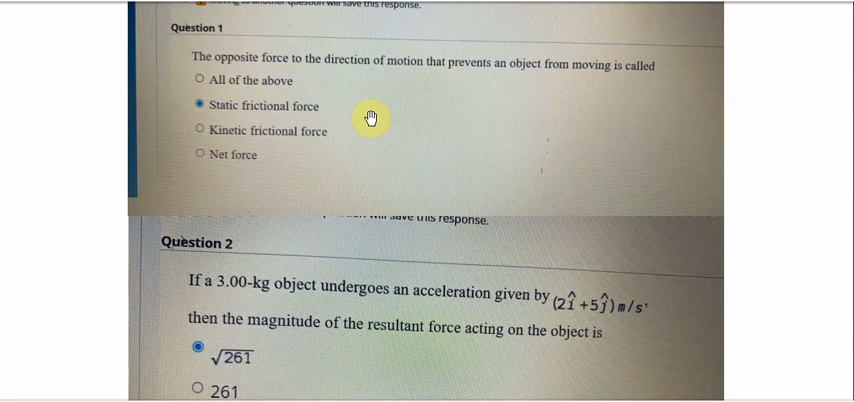 question will save this response.
Question 1
The opposite force to the direction of motion that prevents an object from moving is called
All of the above
Static frictional force
Kinetic frictional force
Net force
save this response.
Question 2
If a 3.00-kg object undergoes an acceleration given by (2î +5ĵ)m/s²
then the magnitude of the resultant force acting on the object is
√261
261